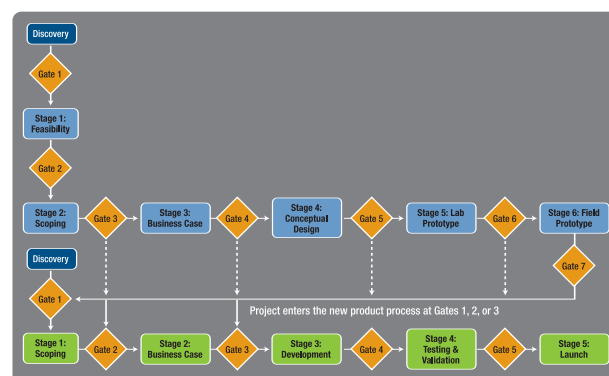 Discovery
Gate 1
Stage 1:
Feasibility
Gate 2
Stage 2:
Scoping
Gate 3
Stage 3:
Business Case
Gate 4
Stage 4:
Conceptual
Design
Gate 5
Stage 5: Lab
Prototype
Gate 6
Stage 6: Field
Prototype
Gate 7
Discovery
Gate 1
Project enters the new product process at Gates 1, 2, or 3
Stage 1:
Scoping
Gate 2
Stage 2:
Business Case
Gate 3
Stage 3:
Development
Gate 4
Stage 4:
Testing &
Validation
Gate 5
Stage 5:
Launch